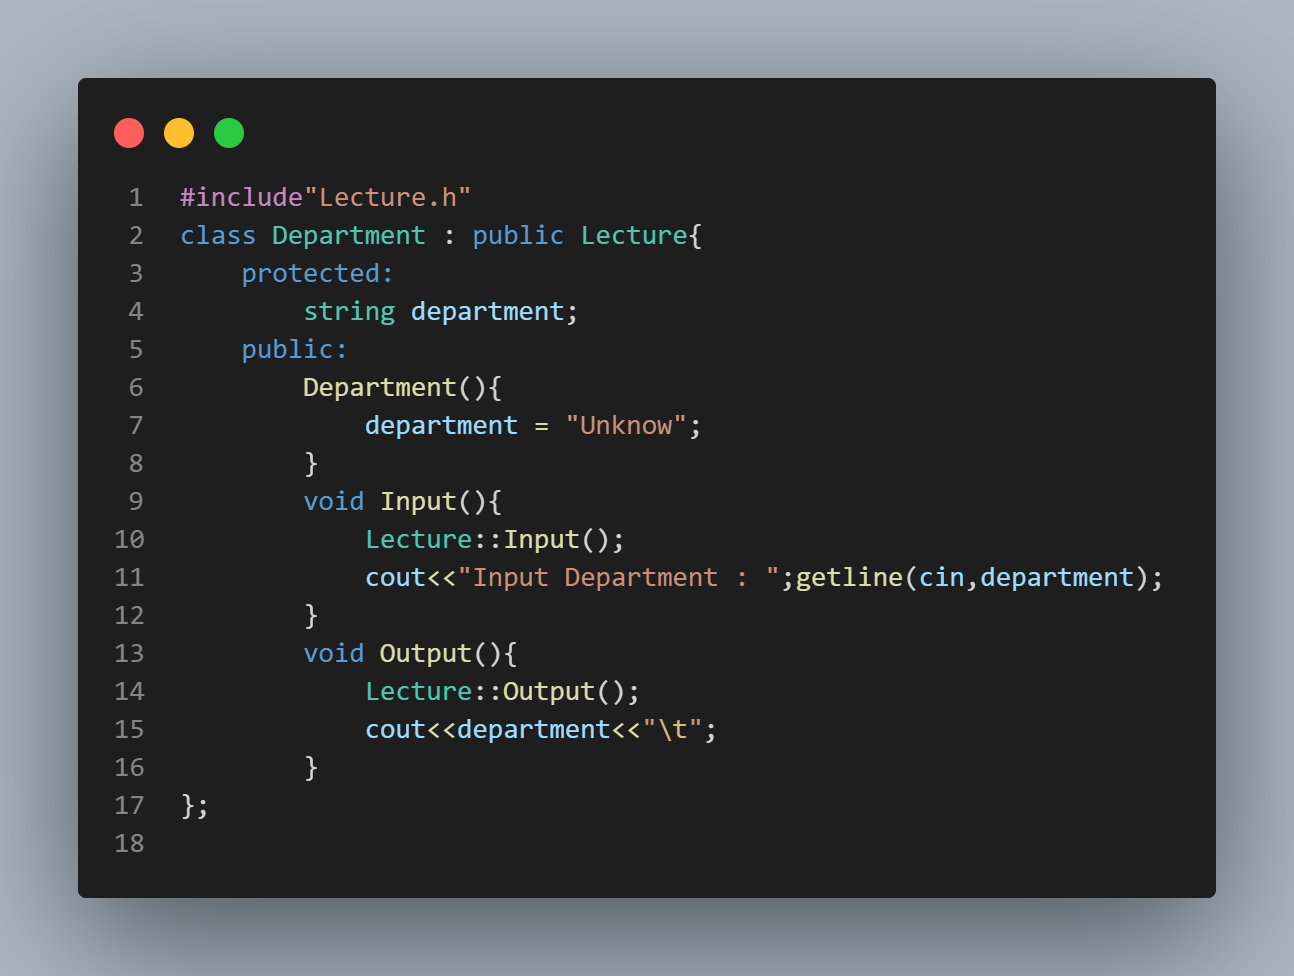 1 #include"Lecture.h"
2 class Department : public Lecture{
3     protected:
4         string department;
5     public:
6         Department(){
7             department = "Unknow";
8         }
9         void Input(){
10             Lecture::Input();
11             cout<<"Input Department : ";getline(cin,department);
12         }
13         void Output(){
14             Lecture::Output();
15             cout<<department<<"\t";
16         }
17 };
18